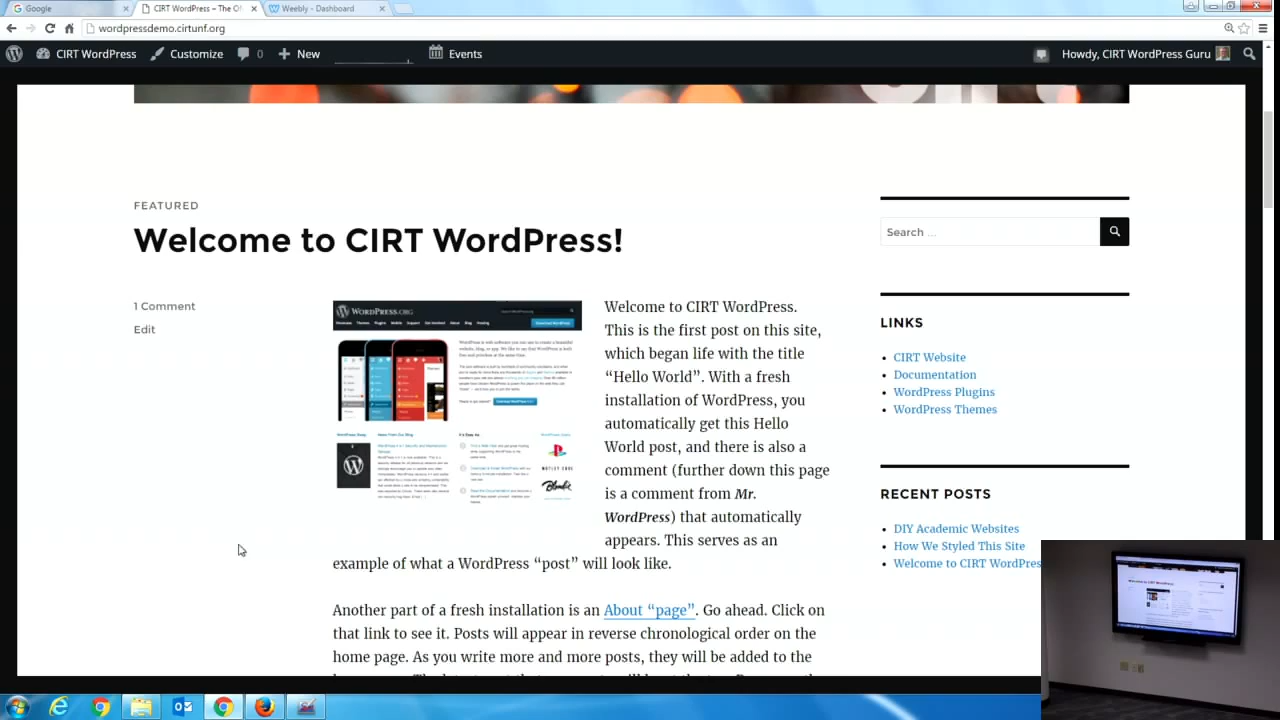 Google
CIRT WordPress – The Of
Weebly - Dashboard
wordpressdemo.cirtunf.org
CIRT WordPress
Customize
0
New
Events
Howdy, CIRT WordPress Guru
FEATURED
Welcome to CIRT WordPress!
1 Comment
Edit
WORDPRESS.ORG
Welcome to CIRT WordPress.
This is the first post on this site,
which began life with the title
“Hello World”. With a fresh
installation of WordPress, you
automatically get this Hello
World post, and there is also a
comment (further down this page
is a comment from Mr.
WordPress) that automatically
appears. This serves as an
example of what a WordPress “post” will look like.
Another part of a fresh installation is an About “page”. Go ahead. Click on
that link to see it. Posts will appear in reverse chronological order on the
home page. As you write more and more posts, they will be added to the
Search …
LINKS
CIRT Website
Documentation
WordPress Plugins
WordPress Themes
RECENT POSTS
DIY Academic Websites
How We Styled This Site
Welcome to CIRT WordPres